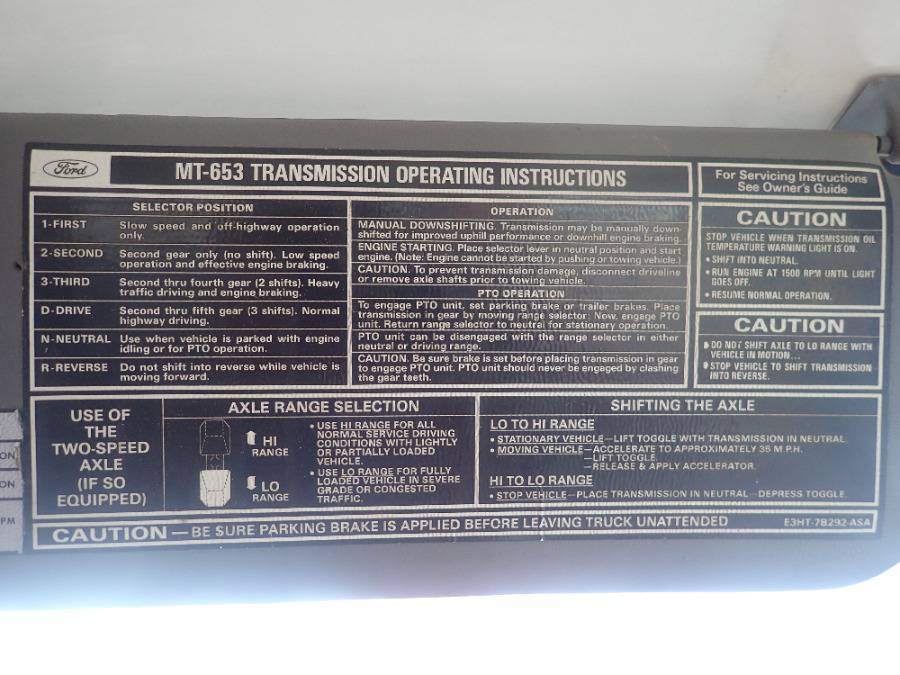 Ford
MT-653 TRANSMISSION OPERATING INSTRUCTIONS
For Servicing Instructions
See Owner's Guide
SELECTOR POSITION
1-FIRST Slow speed and off-highway operation
only.
2-SECOND Second gear only (no shift). Low speed
operation and effective engine braking.
3-THIRD Second thru fourth gear (2 shifts). Heavy
traffic driving and engine braking.
D-DRIVE Second thru fifth gear (3 shifts). Normal
highway driving.
N-NEUTRAL Use when vehicle is parked with engine
idling or for PTO operation.
R-REVERSE Do not shift into reverse while vehicle is
moving forward.
OPERATION
MANUAL DOWNSHIFTING. Transmission may be manually down-
shifted for improved uphill performance or downhill engine braking.
ENGINE STARTING. Place selector lever in neutral position and start
engine. (Note: Engine cannot be started by pushing or towing vehicle.)
CAUTION. To prevent transmission damage, disconnect driveline
or remove axle shafts prior to towing vehicle.
PTO OPERATION
To engage PTO unit, set parking brake or trailer brakes. Place
transmission in gear by moving range selector. Now, engage PTO
unit. Return range selector to neutral for stationary operation.
PTO unit can be disengaged with the range selector in either
neutral or driving range.
CAUTION. Be sure brake is set before placing transmission in gear
to engage PTO unit. PTO unit should never be engaged by clashing
the gear teeth.
CAUTION
STOP VEHICLE WHEN TRANSMISSION OIL
TEMPERATURE WARNING LIGHT IS ON.
• SHIFT INTO NEUTRAL.
• RUN ENGINE AT 1500 RPM UNTIL LIGHT
GOES OFF.
• RESUME NORMAL OPERATION.
CAUTION
• DO NOT SHIFT AXLE TO LO RANGE WITH
VEHICLE IN MOTION...
• STOP VEHICLE TO SHIFT TRANSMISSION
INTO REVERSE.
USE OF
THE
TWO-SPEED
AXLE
(IF SO
EQUIPPED)
AXLE RANGE SELECTION
HI
RANGE
LO
RANGE
• USE HI RANGE FOR ALL
NORMAL SERVICE DRIVING
CONDITIONS WITH LIGHTLY
OR PARTIALLY LOADED
VEHICLE.
• USE LO RANGE FOR FULLY
LOADED VEHICLE IN SEVERE
GRADE OR CONGESTED
TRAFFIC.
SHIFTING THE AXLE
LO TO HI RANGE
• STATIONARY VEHICLE—LIFT TOGGLE WITH TRANSMISSION IN NEUTRAL.
• MOVING VEHICLE—ACCELERATE TO APPROXIMATELY 35 M.P.H.
—LIFT TOGGLE.
—RELEASE & APPLY ACCELERATOR.
HI TO LO RANGE
• STOP VEHICLE—PLACE TRANSMISSION IN NEUTRAL—DEPRESS TOGGLE.
CAUTION — BE SURE PARKING BRAKE IS APPLIED BEFORE LEAVING TRUCK UNATTENDED
E3HT-7B292-ASA
ON
ON
PM